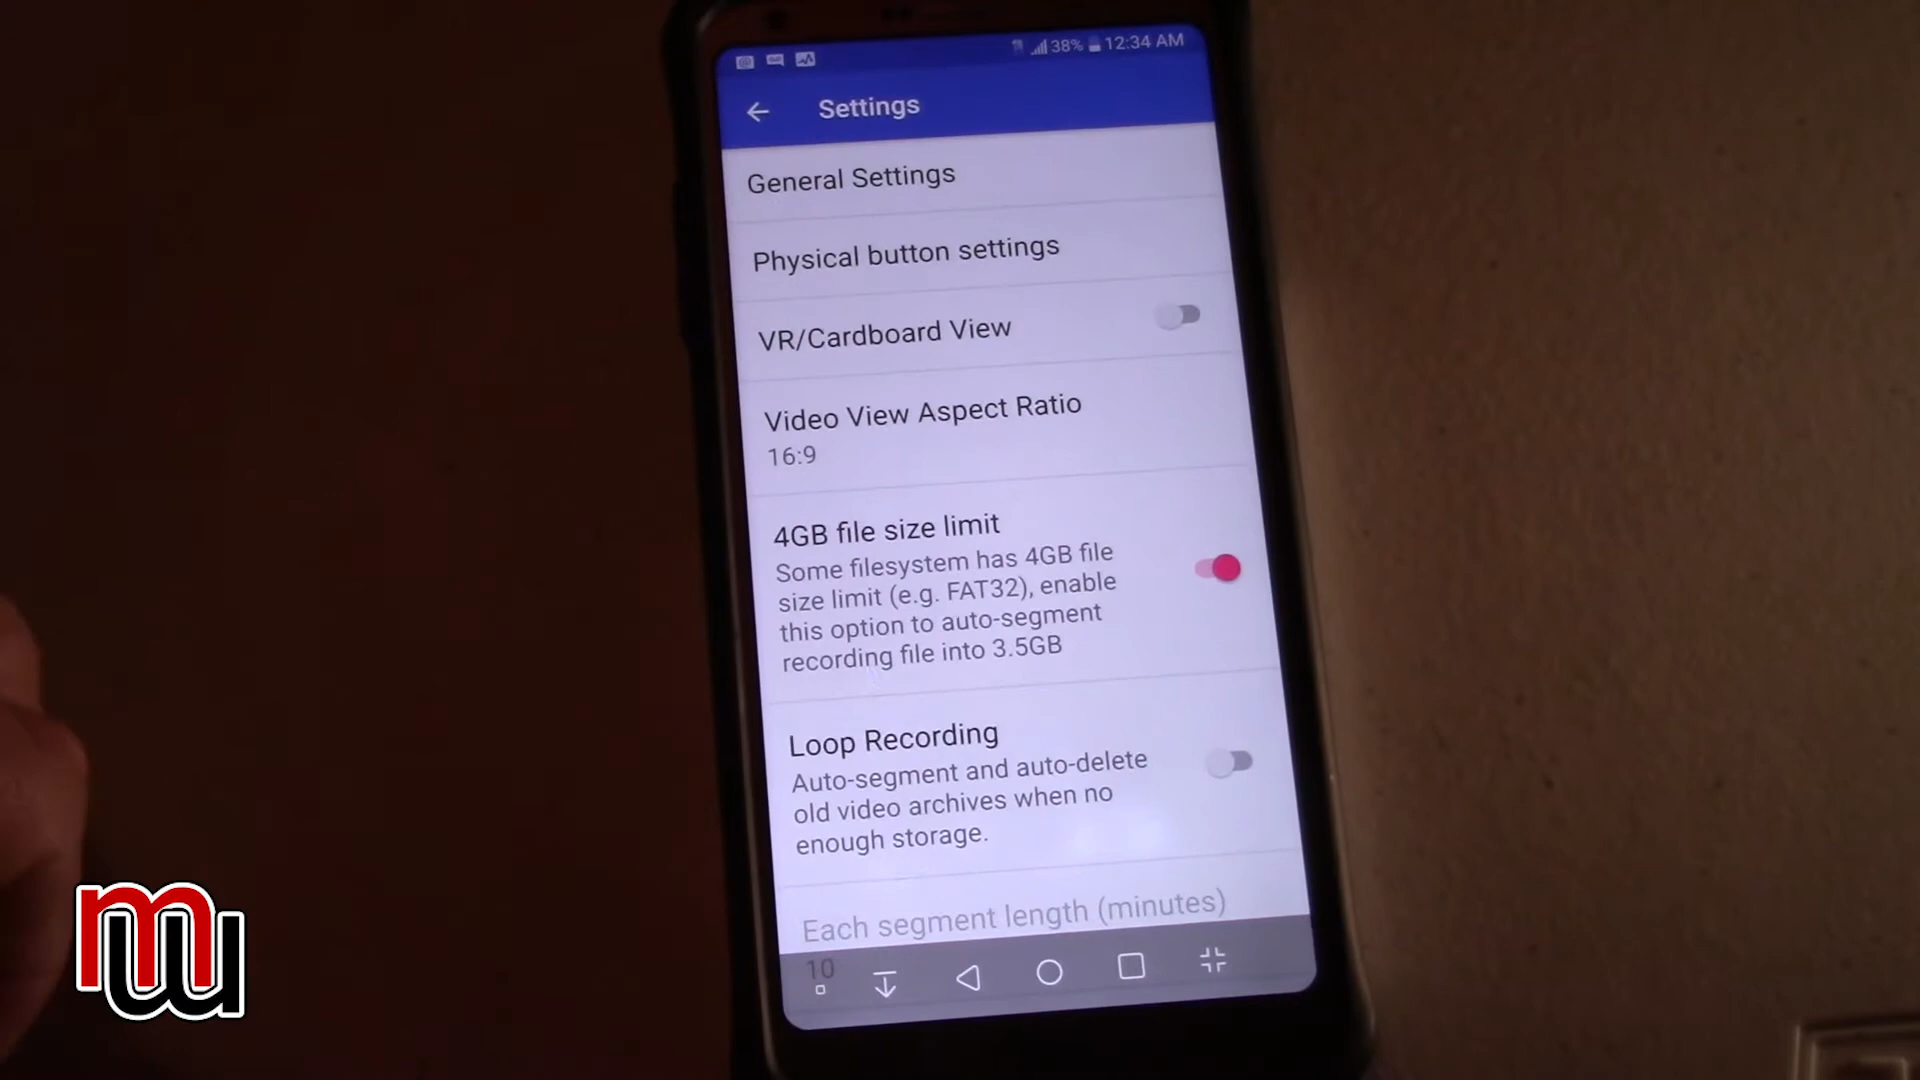 38% 12:34 AM
Settings
General Settings
Physical button settings
VR/Cardboard View
Video View Aspect Ratio
16:9
4GB file size limit
Some filesystem has 4GB file
size limit (e.g. FAT32), enable
this option to auto-segment
recording file into 3.5GB
Loop Recording
Auto-segment and auto-delete
old video archives when no
enough storage.
Each segment length (minutes)
10
mw